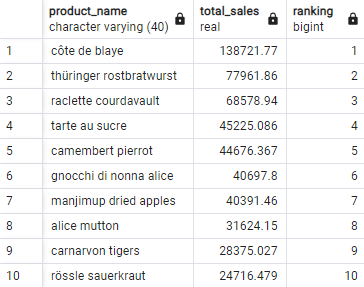 product_name total_sales ranking
character varying (40) real bigint
1 côte de blaye 138721.77 1
2 thüringer rostbratwurst 77961.86 2
3 raclette courdavault 68578.94 3
4 tarte au sucre 45225.086 4
5 camembert pierrot 44676.367 5
6 gnocchi di nonna alice 40697.8 6
7 manjimup dried apples 40391.46 7
8 alice mutton 31624.15 8
9 carnarvon tigers 28375.027 9
10 rössle sauerkraut 24716.479 10